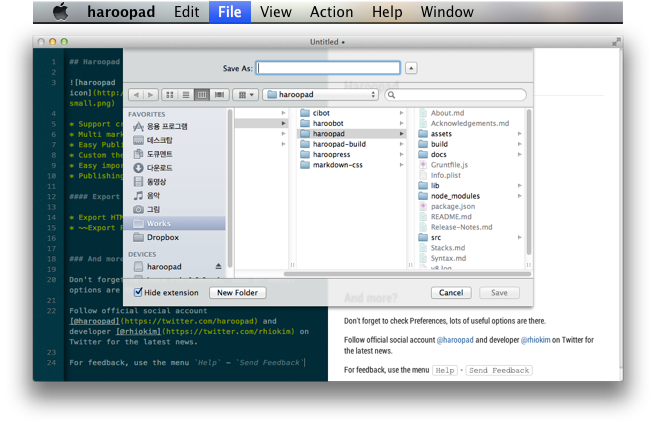 haroopad Edit File View Action Help Window
Untitled •
Save As:
haroopad
FAVORITES
응용 프로그램
데스크탑
도큐멘트
다운로드
동영상
음악
그림
Works
Dropbox
DEVICES
haroopad
cibot
haroobot
haroopad
haroopad-build
haroopress
markdown-css
About.md
Acknowledgements.md
assets
build
docs
Gruntfile.js
Info.plist
lib
node_modules
package.json
README.md
Release-Notes.md
src
Stacks.md
Syntax.md
v8.log
Hide extension
New Folder
Cancel
Save
1 ## Haroopad
2
3 ![haroopad
icon](http:/
small.png)
4
5 * Support
6 * Multi
7 * Easy
8 * Custom
9 * Easy
10 * Publishing
11
12 #### Export
13
14 * Export
15 * ~~Export
16
17
18 ### And more
19
20 Don't forget
options are
21
22 Follow official social account
[@haroopad](https://twitter.com/haroopad) and
developer [@rhiokim](https://twitter.com/rhiokim) on
Twitter for the latest news.
23
24 For feedback, use the menu `Help` - `Send Feedback`
Haroopad
And more?
Don't forget to check Preferences, lots of useful options are there.
Follow official social account @haroopad and developer @rhiokim on Twitter for
the latest news.
For feedback, use the menu Help - Send Feedback